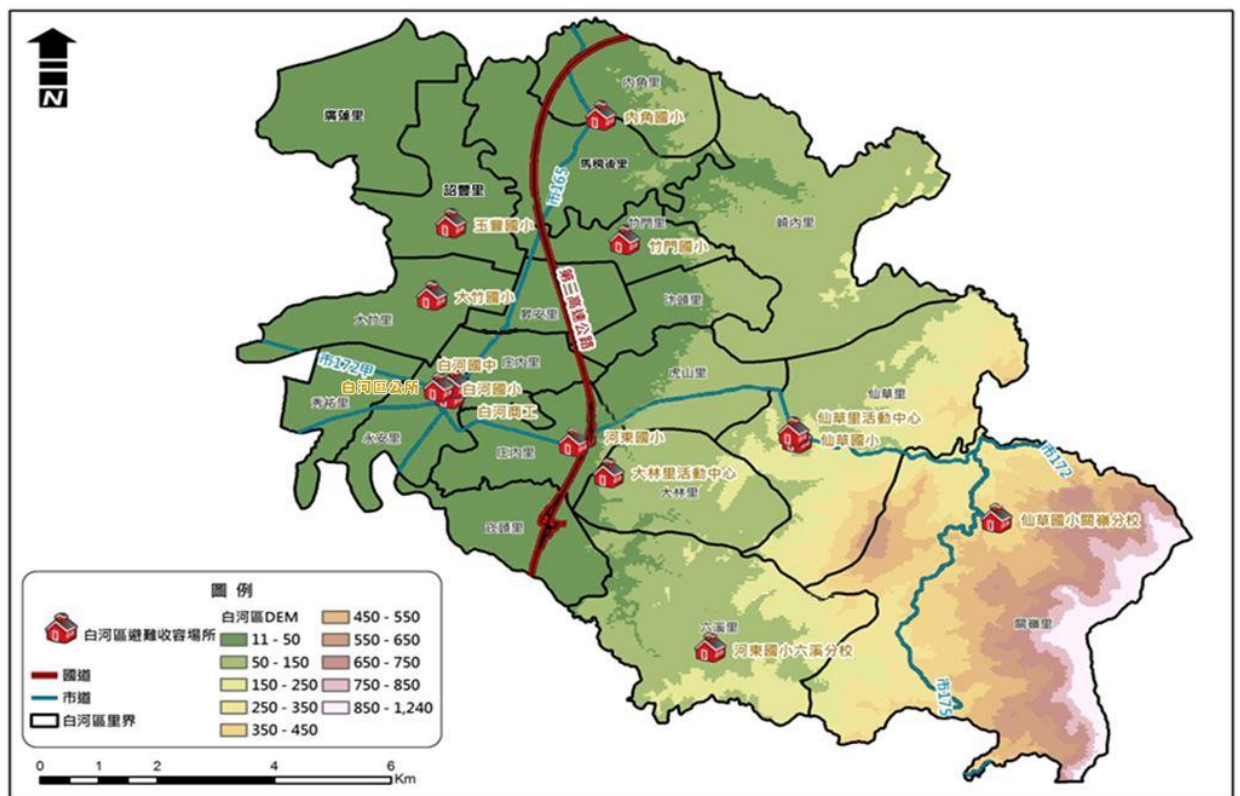 N
內角里
內角國小
廣蓮里
馬稠後里
詔豐里
市165
玉豐國小
竹門里
竹門國小
崎內里
第二高速公路
大竹國小
大竹里
昇安里
汴頭里
市172甲
白河國中
庄內里
虎山里
白河區公所
白河國小
仙草里
秀祐里
白河商工
仙草里活動中心
永安里
河東國小
仙草國小
庄內里
市172
大林里活動中心
大林里
崁頭里
仙草國小關嶺分校
六溪里
關嶺里
河東國小六溪分校
市175
圖 例
白河區避難收容場所
國道
市道
白河區里界
白河區DEM
11 - 50
50 - 150
150 - 250
250 - 350
350 - 450
450 - 550
550 - 650
650 - 750
750 - 850
850 - 1,240
0 1 2 4 6
Km